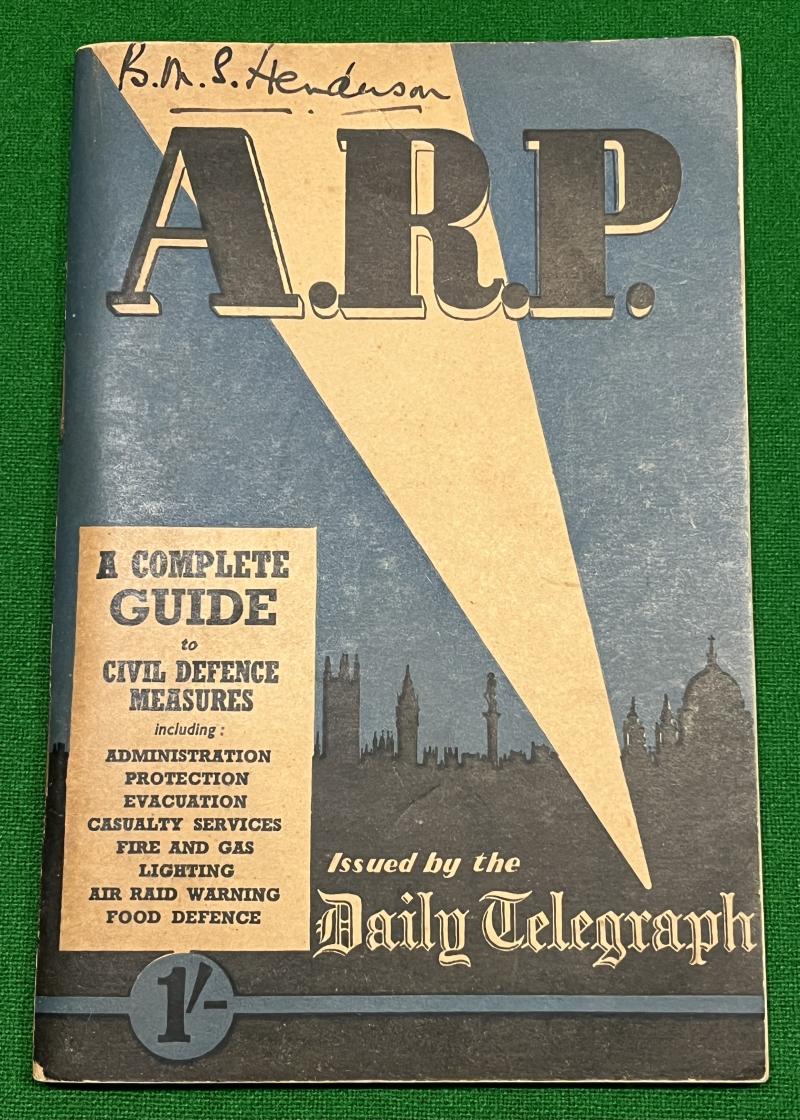 B.M.S. Henderson
A.R.P.
A COMPLETE
GUIDE
to
CIVIL DEFENCE
MEASURES
including :
ADMINISTRATION
PROTECTION
EVACUATION
CASUALTY SERVICES
FIRE AND GAS
LIGHTING
AIR RAID WARNING
FOOD DEFENCE
Issued by the
Daily Telegraph
1/-